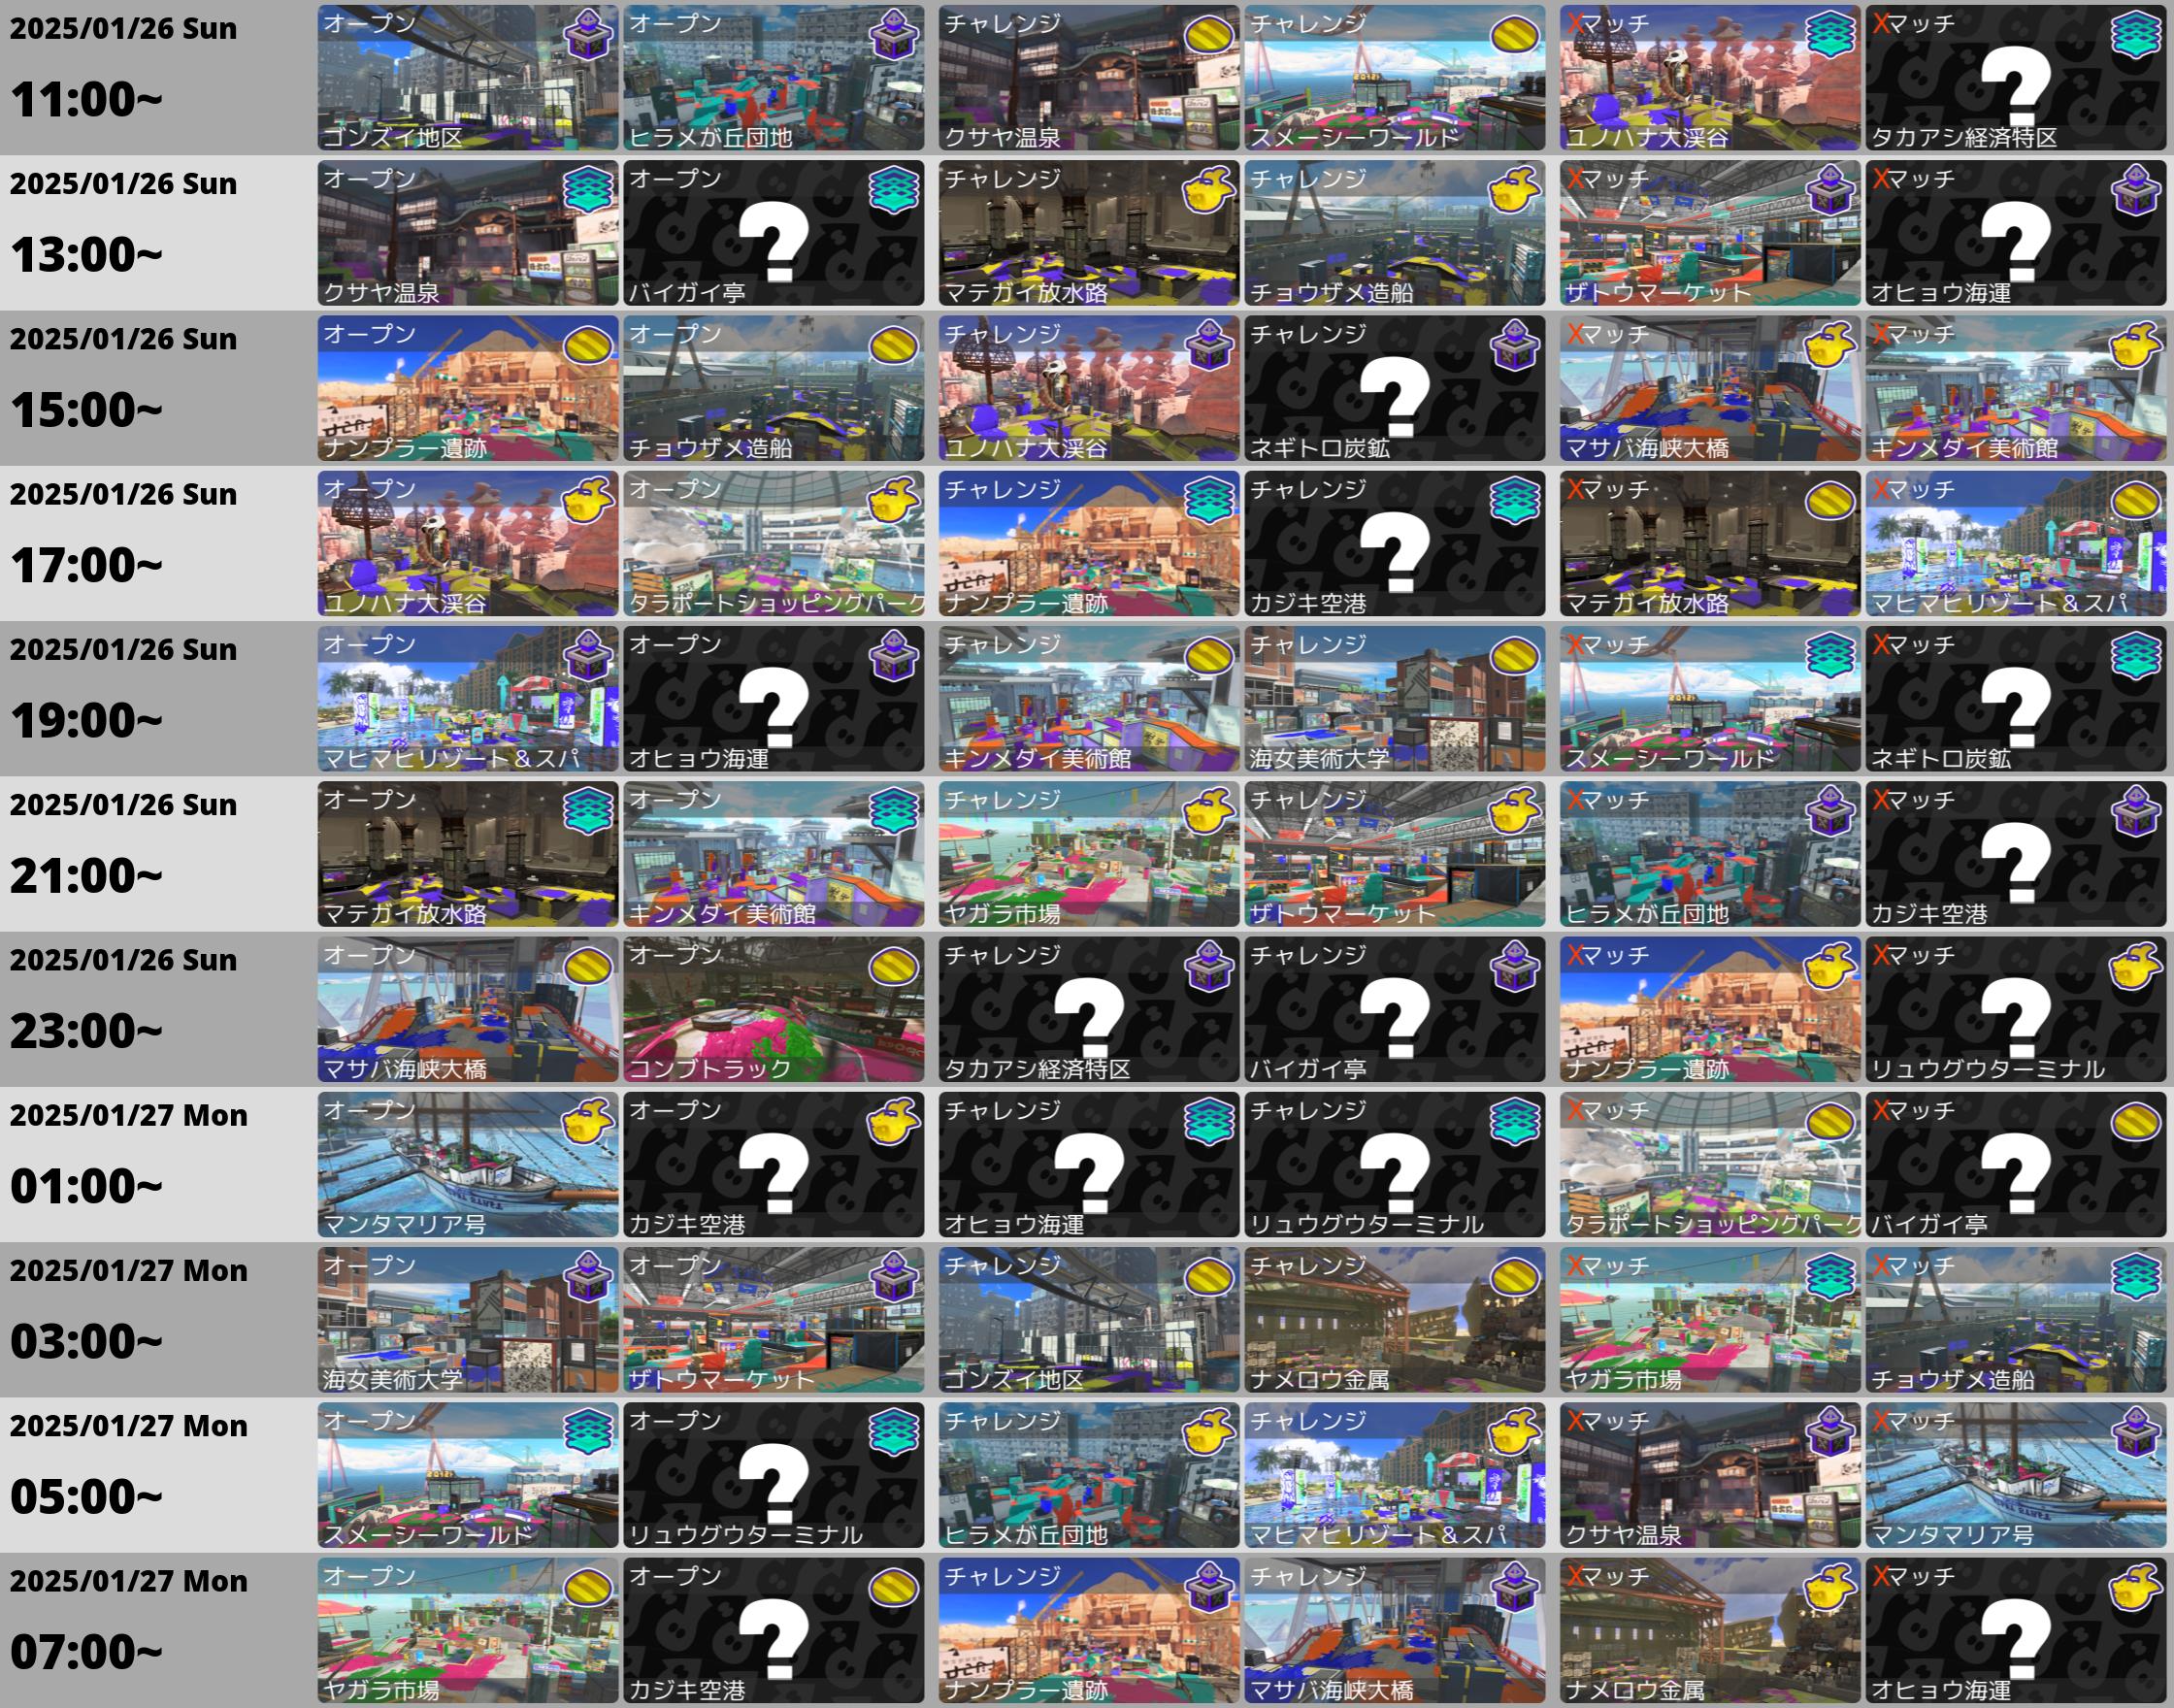 2025/01/26 Sun
11:00~
オープン
ゴンズイ地区
オープン
ヒラメが丘団地
チャレンジ
クサヤ温泉
チャレンジ
スメーシーワールド
Xマッチ
ユノハナ大渓谷
Xマッチ
タカアシ経済特区
2025/01/26 Sun
13:00~
オープン
クサヤ温泉
オープン
バイガイ亭
チャレンジ
マテガイ放水路
チャレンジ
チョウザメ造船
Xマッチ
ザトウマーケット
Xマッチ
オヒョウ海運
2025/01/26 Sun
15:00~
オープン
ナンプラー遺跡
オープン
チョウザメ造船
チャレンジ
ユノハナ大渓谷
チャレンジ
ネギトロ炭鉱
Xマッチ
マサバ海峡大橋
Xマッチ
キンメダイ美術館
2025/01/26 Sun
17:00~
オープン
ユノハナ大渓谷
オープン
タラポートショッピングパーク
チャレンジ
ナンプラー遺跡
チャレンジ
カジキ空港
Xマッチ
マテガイ放水路
Xマッチ
マヒマヒリゾート＆スパ
2025/01/26 Sun
19:00~
オープン
マヒマヒリゾート＆スパ
オープン
オヒョウ海運
チャレンジ
キンメダイ美術館
チャレンジ
海女美術大学
Xマッチ
スメーシーワールド
Xマッチ
ネギトロ炭鉱
2025/01/26 Sun
21:00~
オープン
マテガイ放水路
オープン
キンメダイ美術館
チャレンジ
ヤガラ市場
チャレンジ
ザトウマーケット
Xマッチ
ヒラメが丘団地
Xマッチ
カジキ空港
2025/01/26 Sun
23:00~
オープン
マサバ海峡大橋
オープン
コンブトラック
チャレンジ
タカアシ経済特区
チャレンジ
バイガイ亭
Xマッチ
ナンプラー遺跡
Xマッチ
リュウグウターミナル
2025/01/27 Mon
01:00~
オープン
マンタマリア号
オープン
カジキ空港
チャレンジ
オヒョウ海運
チャレンジ
リュウグウターミナル
Xマッチ
タラポートショッピングパーク
Xマッチ
バイガイ亭
2025/01/27 Mon
03:00~
オープン
海女美術大学
オープン
ザトウマーケット
チャレンジ
ゴンズイ地区
チャレンジ
ナメロウ金属
Xマッチ
ヤガラ市場
Xマッチ
チョウザメ造船
2025/01/27 Mon
05:00~
オープン
スメーシーワールド
オープン
リュウグウターミナル
チャレンジ
ヒラメが丘団地
チャレンジ
マヒマヒリゾート＆スパ
Xマッチ
クサヤ温泉
Xマッチ
マンタマリア号
2025/01/27 Mon
07:00~
オープン
ヤガラ市場
オープン
カジキ空港
チャレンジ
ナンプラー遺跡
チャレンジ
マサバ海峡大橋
Xマッチ
ナメロウ金属
Xマッチ
オヒョウ海運